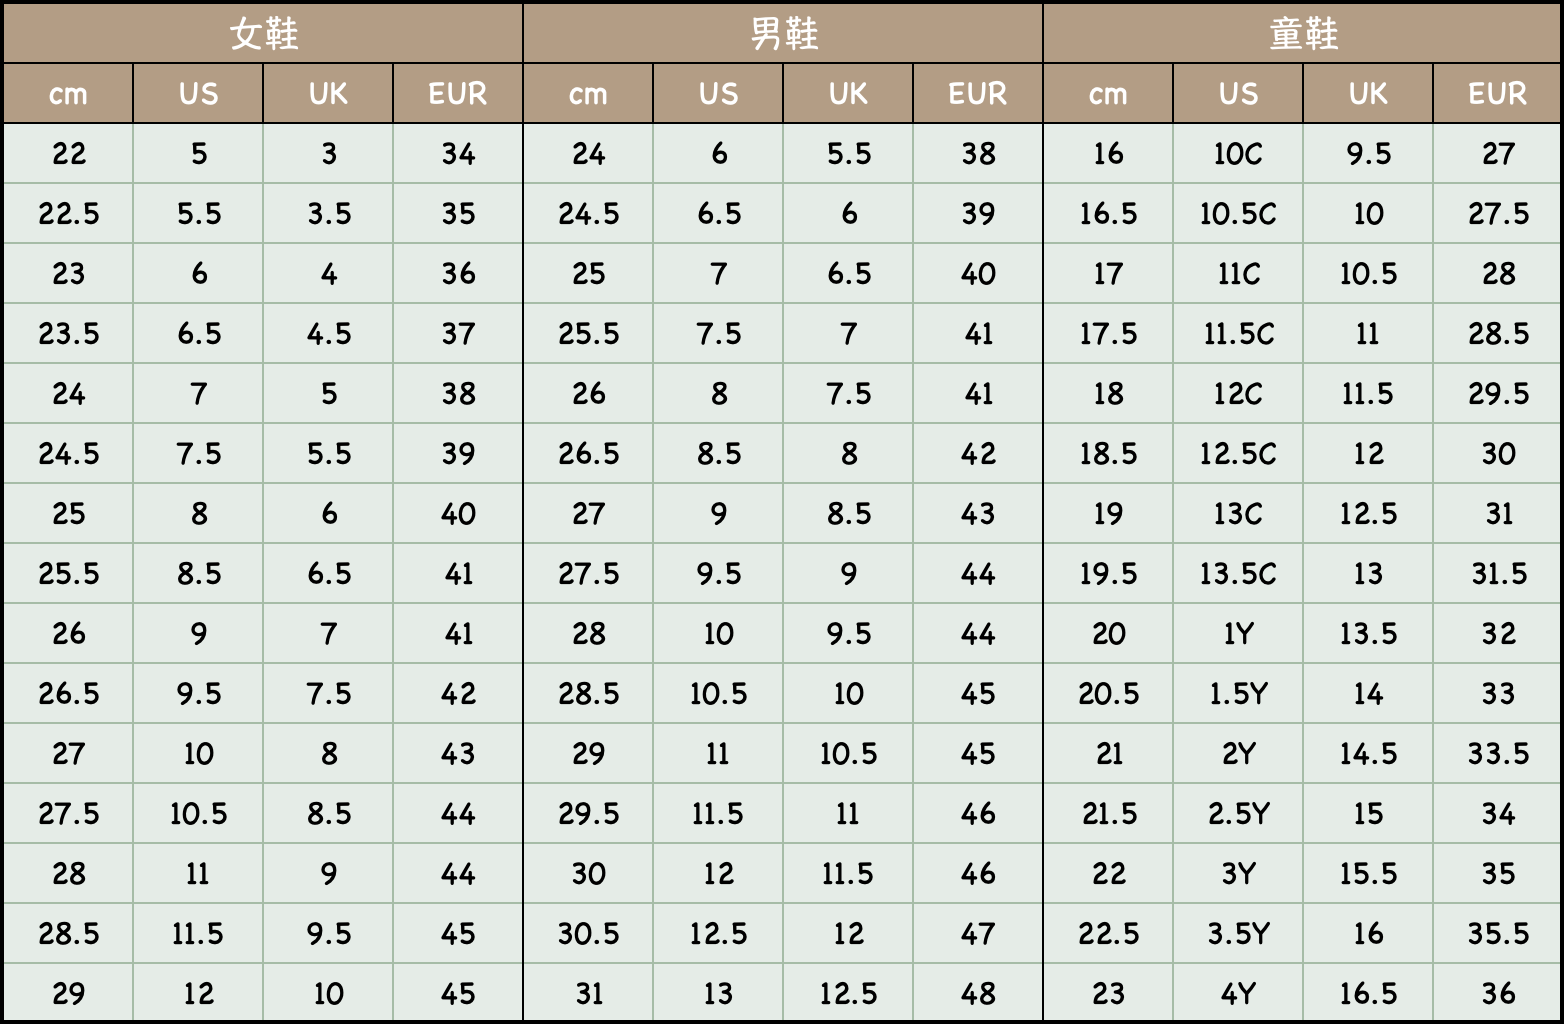 女鞋 男鞋 童鞋
cm US UK EUR cm US UK EUR cm US UK EUR
22 5 3 34 24 6 5.5 38 16 10C 9.5 27
22.5 5.5 3.5 35 24.5 6.5 6 39 16.5 10.5C 10 27.5
23 6 4 36 25 7 6.5 40 17 11C 10.5 28
23.5 6.5 4.5 37 25.5 7.5 7 41 17.5 11.5C 11 28.5
24 7 5 38 26 8 7.5 41 18 12C 11.5 29.5
24.5 7.5 5.5 39 26.5 8.5 8 42 18.5 12.5C 12 30
25 8 6 40 27 9 8.5 43 19 13C 12.5 31
25.5 8.5 6.5 41 27.5 9.5 9 44 19.5 13.5C 13 31.5
26 9 7 41 28 10 9.5 44 20 1Y 13.5 32
26.5 9.5 7.5 42 28.5 10.5 10 45 20.5 1.5Y 14 33
27 10 8 43 29 11 10.5 45 21 2Y 14.5 33.5
27.5 10.5 8.5 44 29.5 11.5 11 46 21.5 2.5Y 15 34
28 11 9 44 30 12 11.5 46 22 3Y 15.5 35
28.5 11.5 9.5 45 30.5 12.5 12 47 22.5 3.5Y 16 35.5
29 12 10 45 31 13 12.5 48 23 4Y 16.5 36